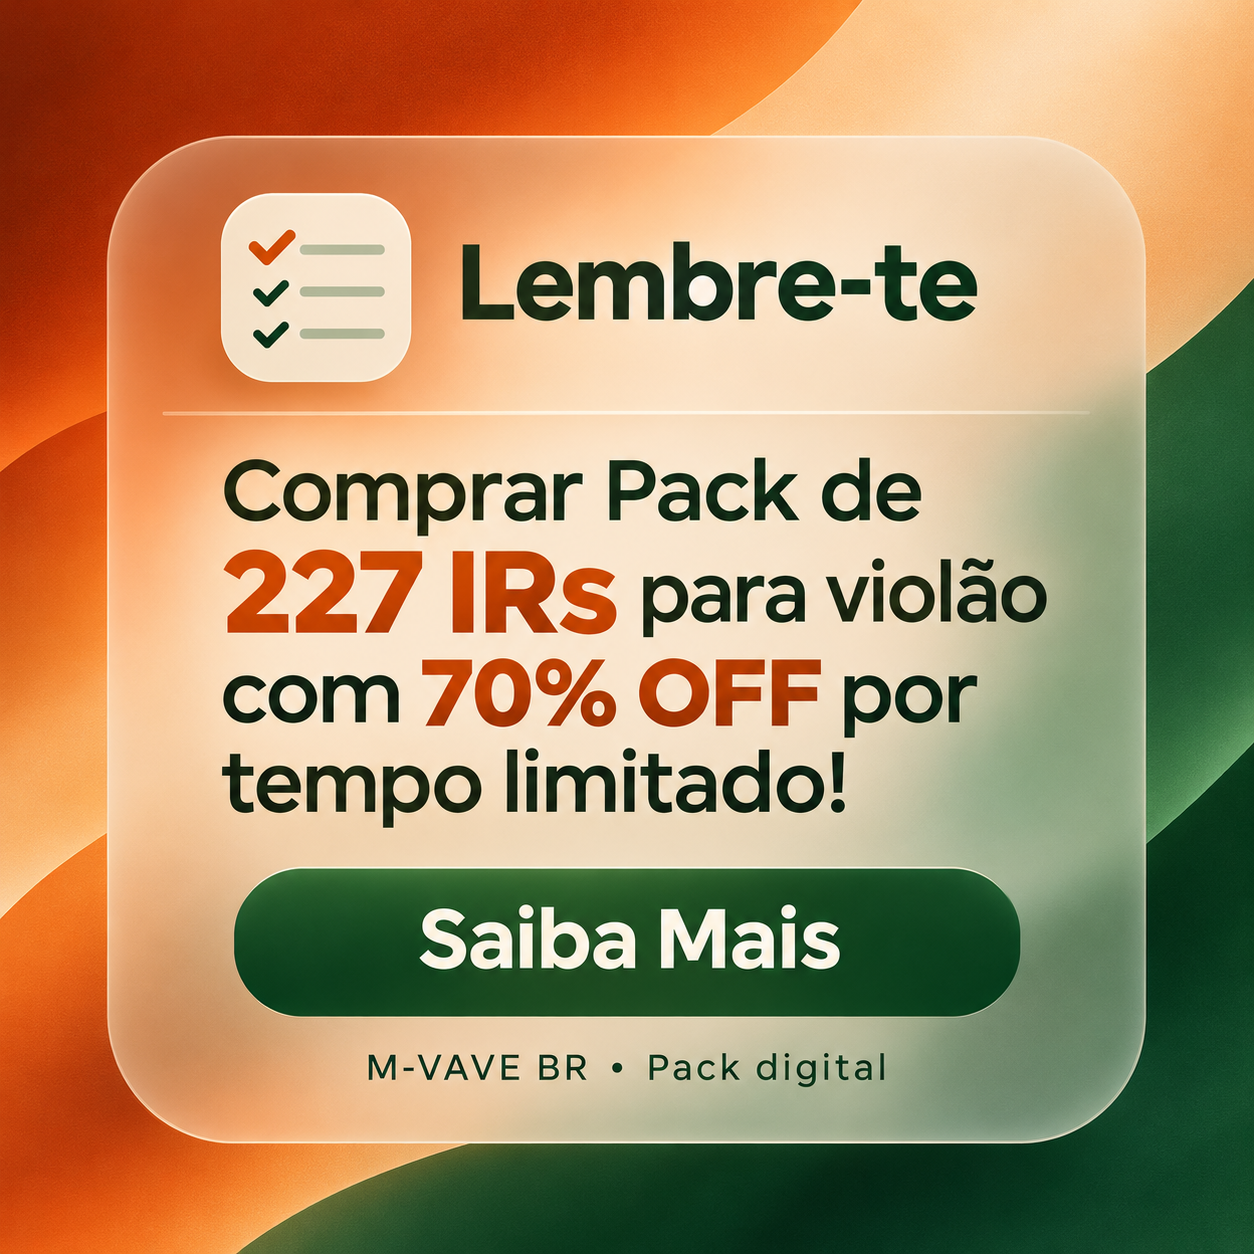 Lembre-te
Comprar Pack de
227 IRs para violão
com 70% OFF por
tempo limitado!
Saiba Mais
M-VAVE BR • Pack digital